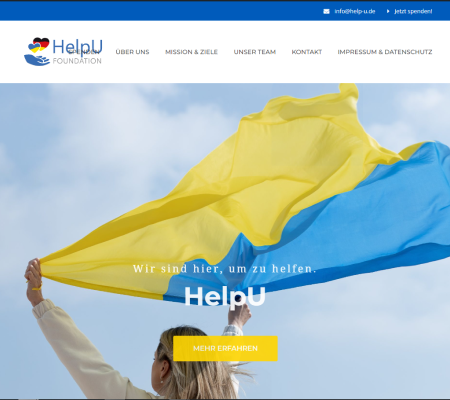 info@help-u.de Jetzt spenden!
HelpU
FOUNDATION
SPENDEN ÜBER UNS MISSION & ZIELE UNSER TEAM KONTAKT IMPRESSUM & DATENSCHUTZ
Wir sind hier, um zu helfen.
HelpU
MEHR ERFAHREN